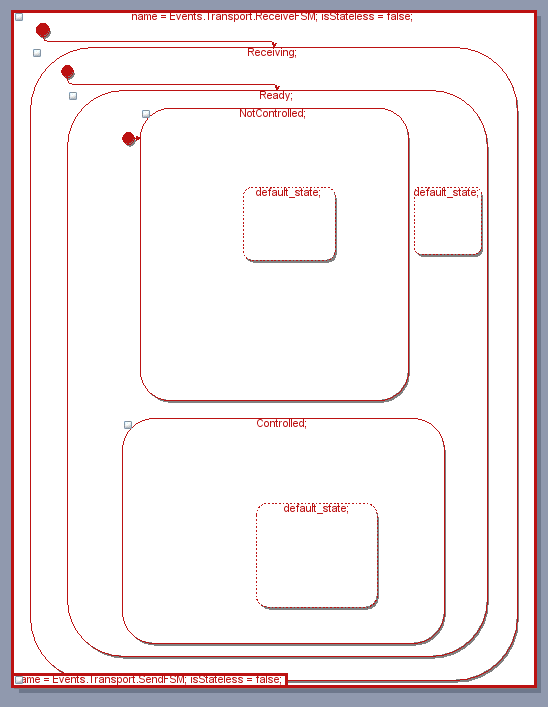 name = Events.Transport.ReceiveFSM; isStateless = false;
Receiving;
Ready;
NotControlled;
default_state;
default_state;
Controlled;
default_state;
ame = Events.Transport.SendFSM; isStateless = false;